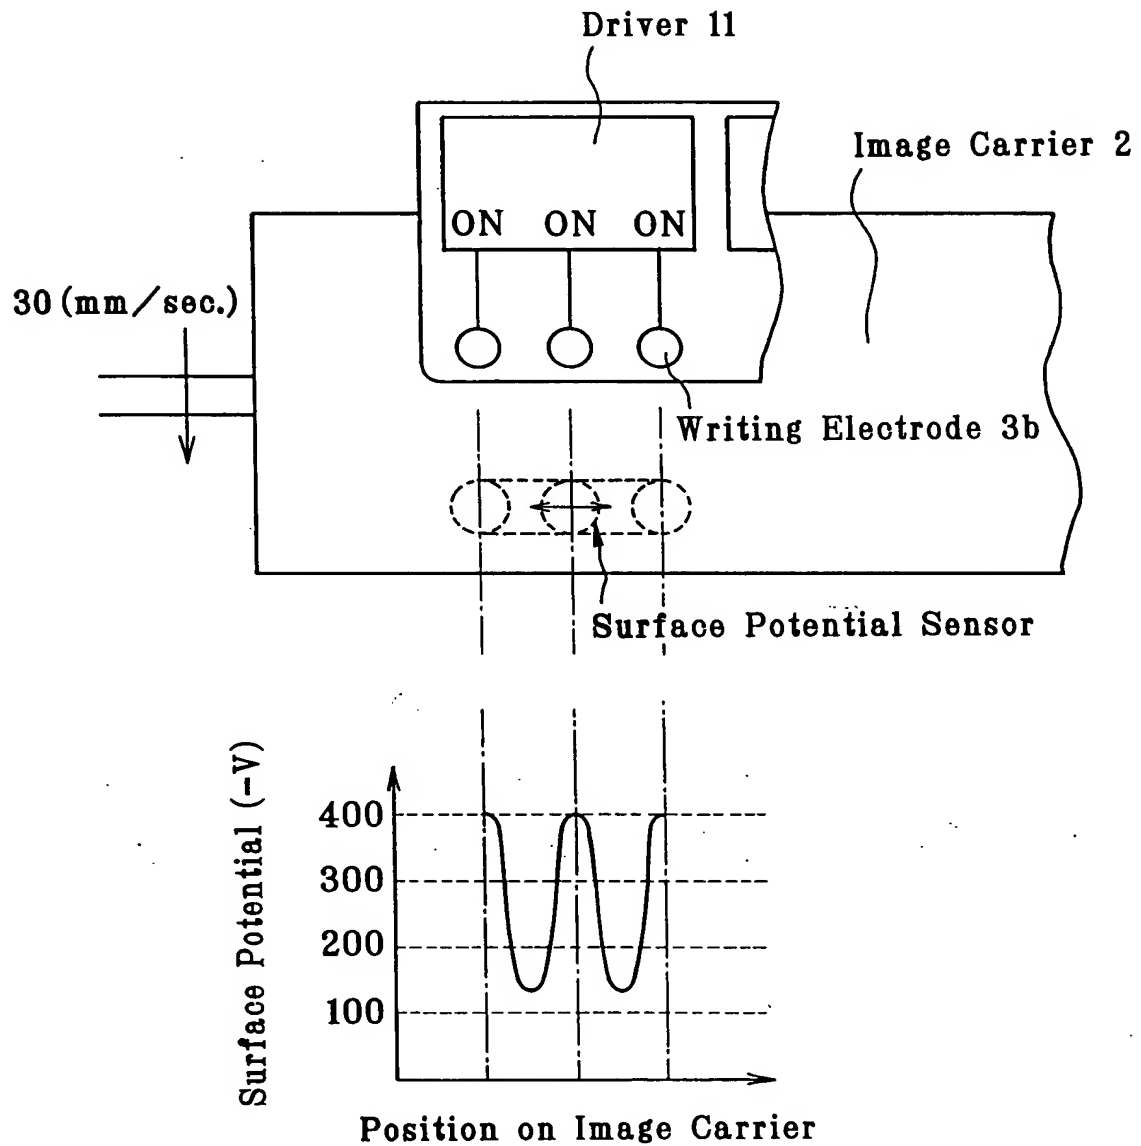 Driver 11
Image Carrier 2
ON ON ON
30 (mm/sec.)
Writing Electrode 3b
Surface Potential Sensor
Surface Potential (-V)
400
300
200
100
Position on Image Carrier